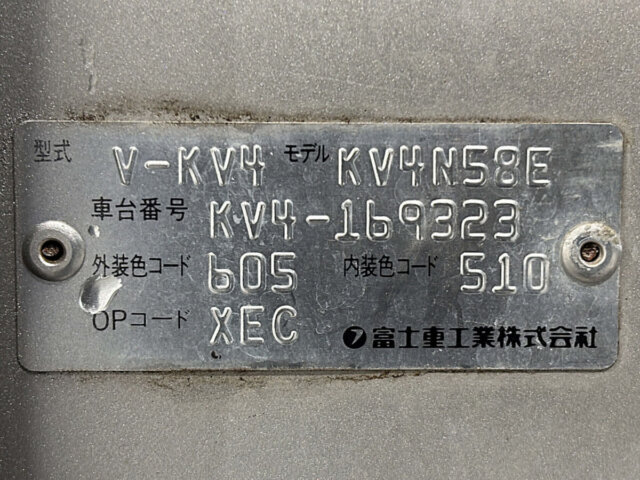 型式 V-KV4 モデル KV4N58E
車台番号 KV4-169323
外装色コード 605 内装色コード 510
OPコード XEC 富士重工業株式会社